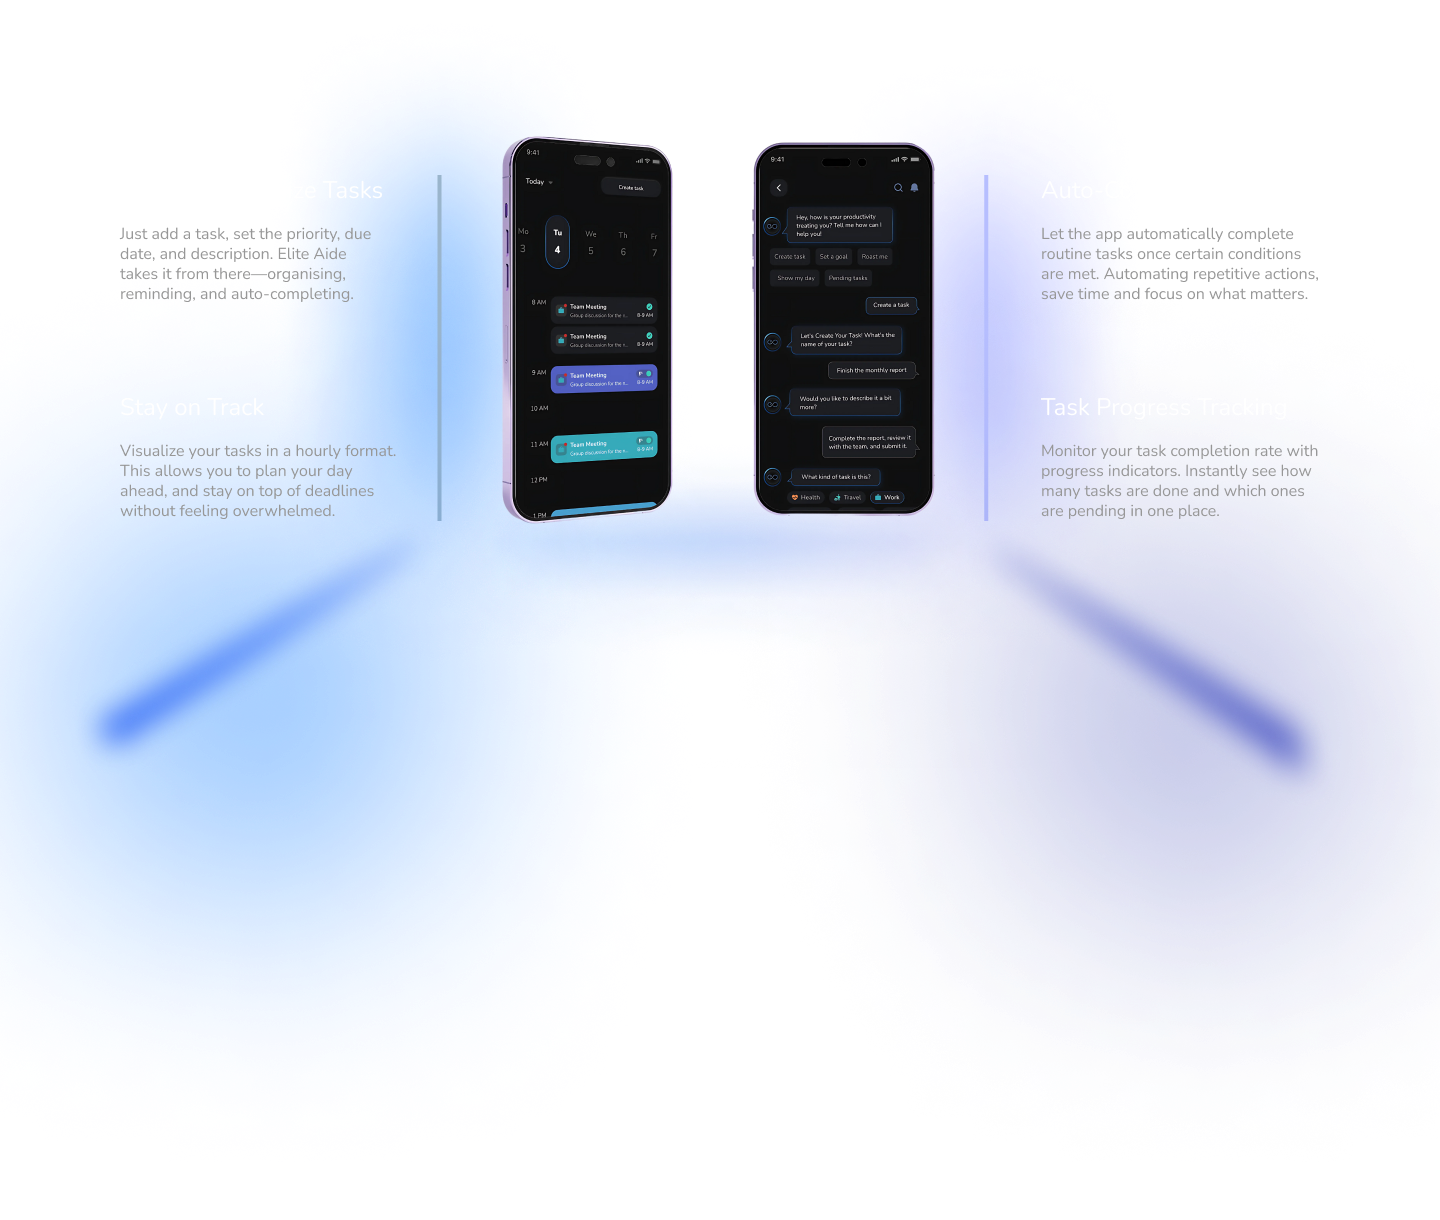 Tasks
Just add a task, set the priority, due
date, and description. Elite Aide
takes it from there—organising,
reminding, and auto-completing.
Stay on Track
Visualize your tasks in a hourly format.
This allows you to plan your day
ahead, and stay on top of deadlines
without feeling overwhelmed.
9:41
Today
Create task
Mo Tu We Th Fr
3 4 5 6 7
8 AM
Team Meeting
Group discussion for the n... 8-9 AM
Team Meeting
Group discussion for the n... 8-9 AM
9 AM
Team Meeting
Group discussion for the n... 8-9 AM
10 AM
11 AM
Team Meeting
Group discussion for the n... 8-9 AM
12 PM
1 PM
9:41
Hey, how is your productivity
treating you? Tell me how can I
help you!
Create task Set a goal Roast me
Show my day Pending tasks
Create a task
Let's Create Your Task! What's the
name of your task?
Finish the monthly report
Would you like to describe it a bit
more?
Complete the report, review it
with the team, and submit it.
What kind of task is this?
Health Travel Work
Auto-
Let the app automatically complete
routine tasks once certain conditions
are met. Automating repetitive actions,
save time and focus on what matters.
Task Progress Tracking
Monitor your task completion rate with
progress indicators. Instantly see how
many tasks are done and which ones
are pending in one place.